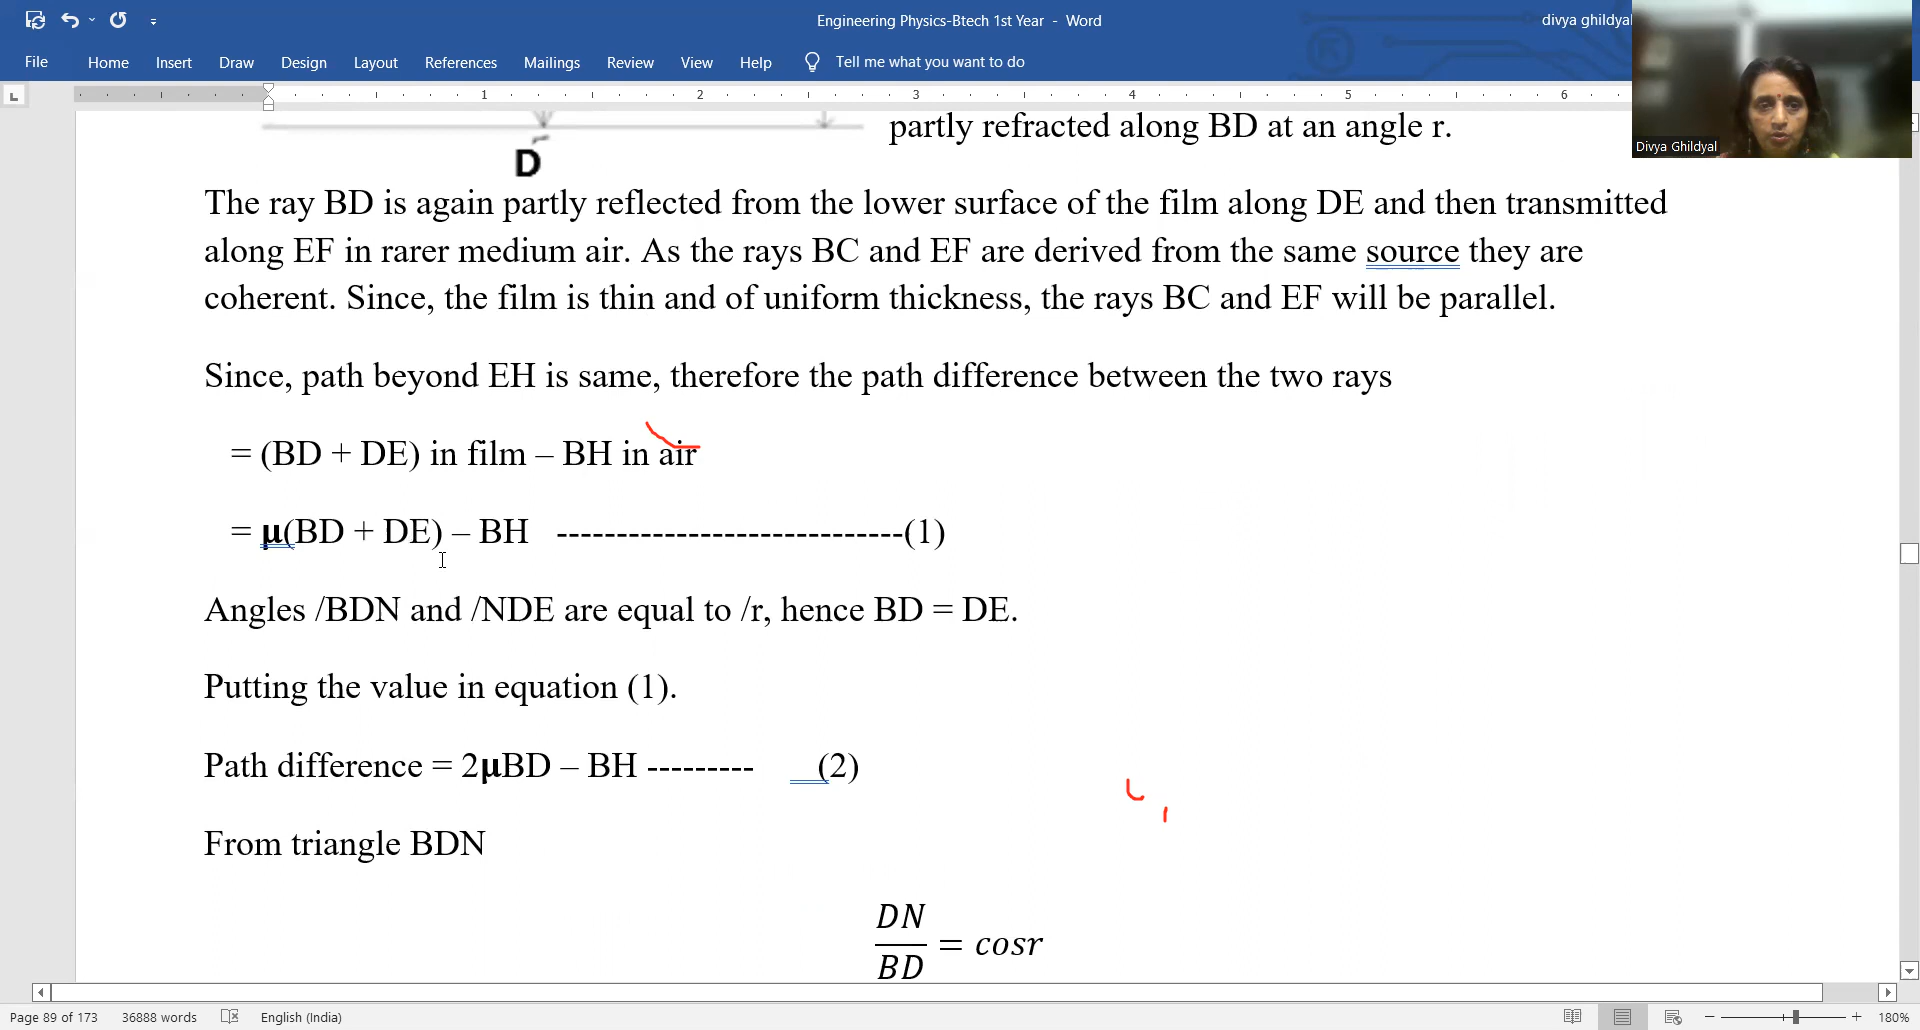 Engineering Physics-Btech 1st Year - Word
divya ghildyal
File Home Insert Draw Design Layout References Mailings Review View Help Tell me what you want to do
1 2 3 4 5 6
Divya Ghildyal
partly refracted along BD at an angle r.
D
The ray BD is again partly reflected from the lower surface of the film along DE and then transmitted
along EF in rarer medium air. As the rays BC and EF are derived from the same source they are
coherent. Since, the film is thin and of uniform thickness, the rays BC and EF will be parallel.
Since, path beyond EH is same, therefore the path difference between the two rays
= (BD + DE) in film – BH in air
= μ(BD + DE) – BH -----------------------------(1)
Angles /BDN and /NDE are equal to /r, hence BD = DE.
Putting the value in equation (1).
Path difference = 2μBD – BH --------- (2)
From triangle BDN
DN
BD = cosr
Page 89 of 173 36888 words English (India) 180%